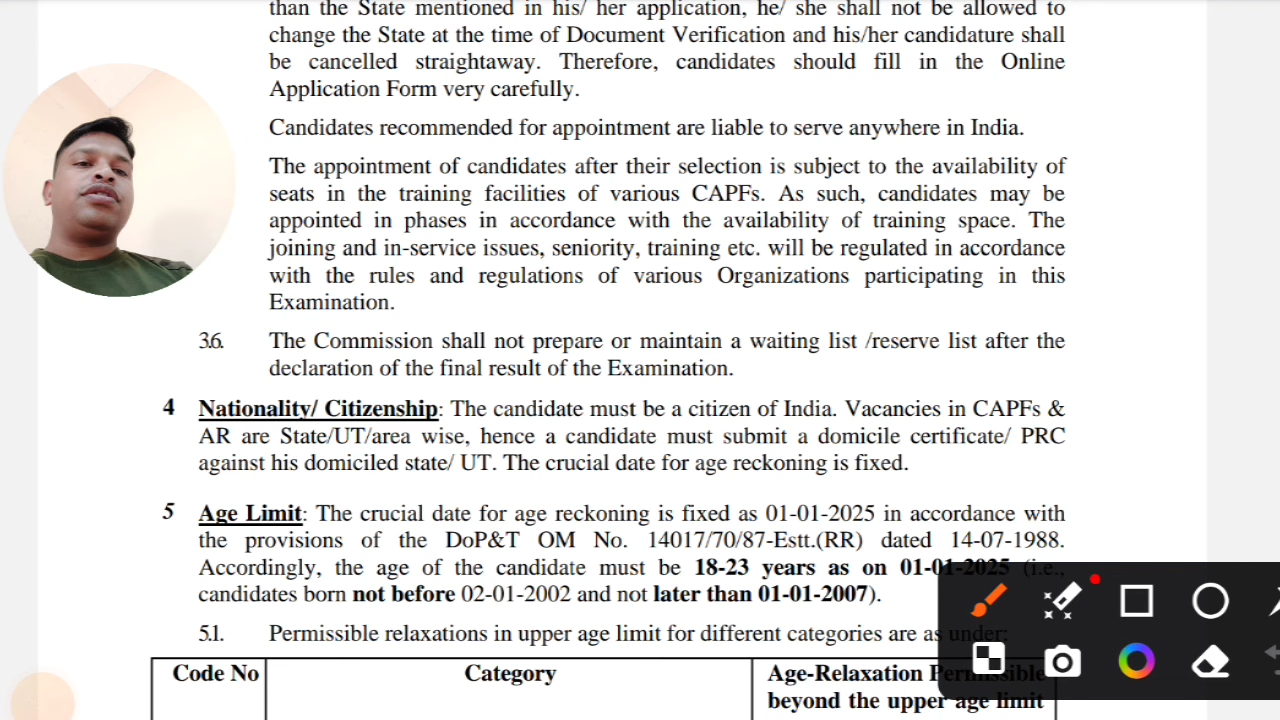 than the State mentioned in his/ her application, he/ she shall not be allowed to
change the State at the time of Document Verification and his/her candidature shall
be cancelled straightaway. Therefore, candidates should fill in the Online
Application Form very carefully.
Candidates recommended for appointment are liable to serve anywhere in India.
The appointment of candidates after their selection is subject to the availability of
seats in the training facilities of various CAPFs. As such, candidates may be
appointed in phases in accordance with the availability of training space. The
joining and in-service issues, seniority, training etc. will be regulated in accordance
with the rules and regulations of various Organizations participating in this
Examination.
3.6. The Commission shall not prepare or maintain a waiting list /reserve list after the
declaration of the final result of the Examination.
4 Nationality/ Citizenship: The candidate must be a citizen of India. Vacancies in CAPFs &
AR are State/UT/area wise, hence a candidate must submit a domicile certificate/ PRC
against his domiciled state/ UT. The crucial date for age reckoning is fixed.
5 Age Limit: The crucial date for age reckoning is fixed as 01-01-2025 in accordance with
the provisions of the DoP&T OM No. 14017/70/87-Estt.(RR) dated 14-07-1988.
Accordingly, the age of the candidate must be 18-23 years as on 01-01-2025 (i.e.,
candidates born not before 02-01-2002 and not later than 01-01-2007).
5.1. Permissible relaxations in upper age limit for different categories are as under:
Code No Category Age-Relaxation Permissible
beyond the upper age limit